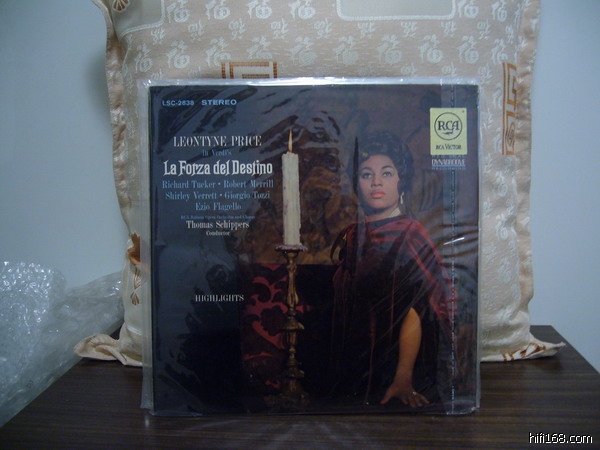 LSC-2838 STEREO
LEONTYNE PRICE
in Verdi's
La Forza del Destino
Richard Tucker • Robert Merrill
Shirley Verrett • Giorgio Tozzi
Ezio Flagello
RCA Italiana Opera Orchestra and Chorus
Thomas Schippers
Conductor
HIGHLIGHTS
RCA
RCA VICTOR
DYNAGROOVE
hifi168.com